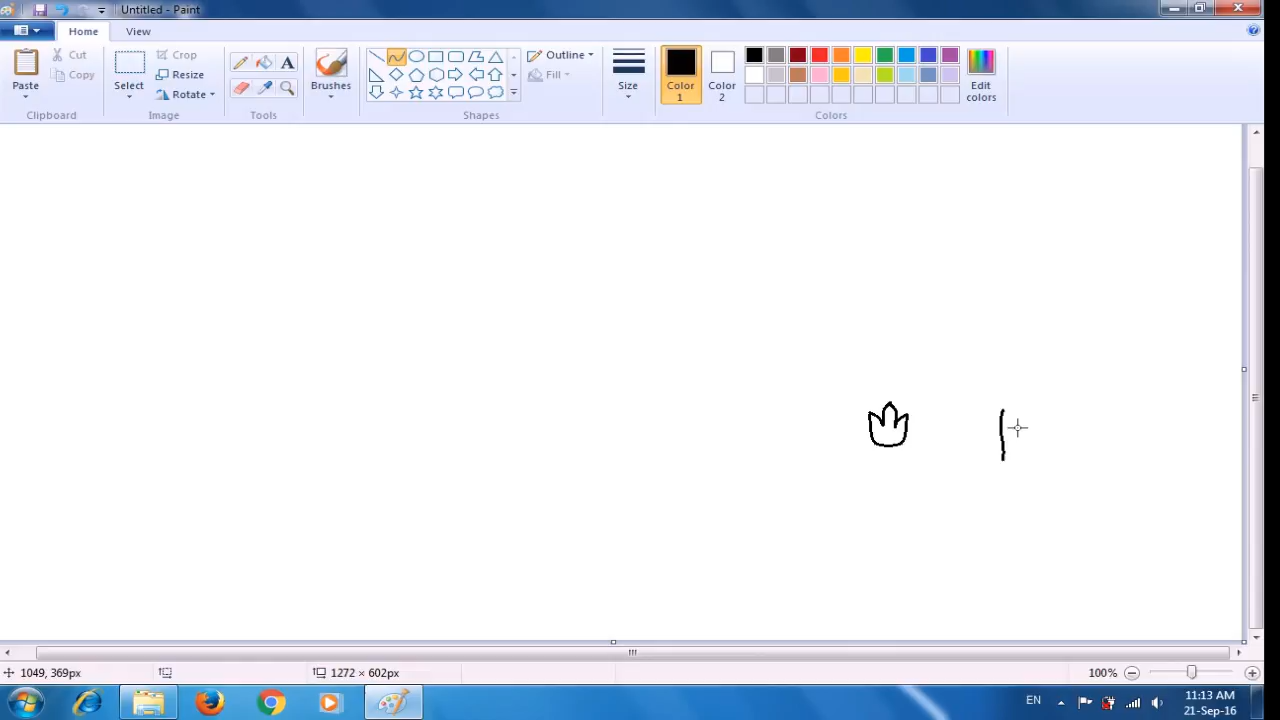 Untitled - Paint
Home View
Paste Cut Copy Clipboard
Select Crop Resize Rotate Image
A Tools
Brushes
Outline Fill Shapes
Size
Color 1 Color 2 Edit colors Colors
1049, 369px 1272 × 602px 100%
EN 11:13 AM
21-Sep-16